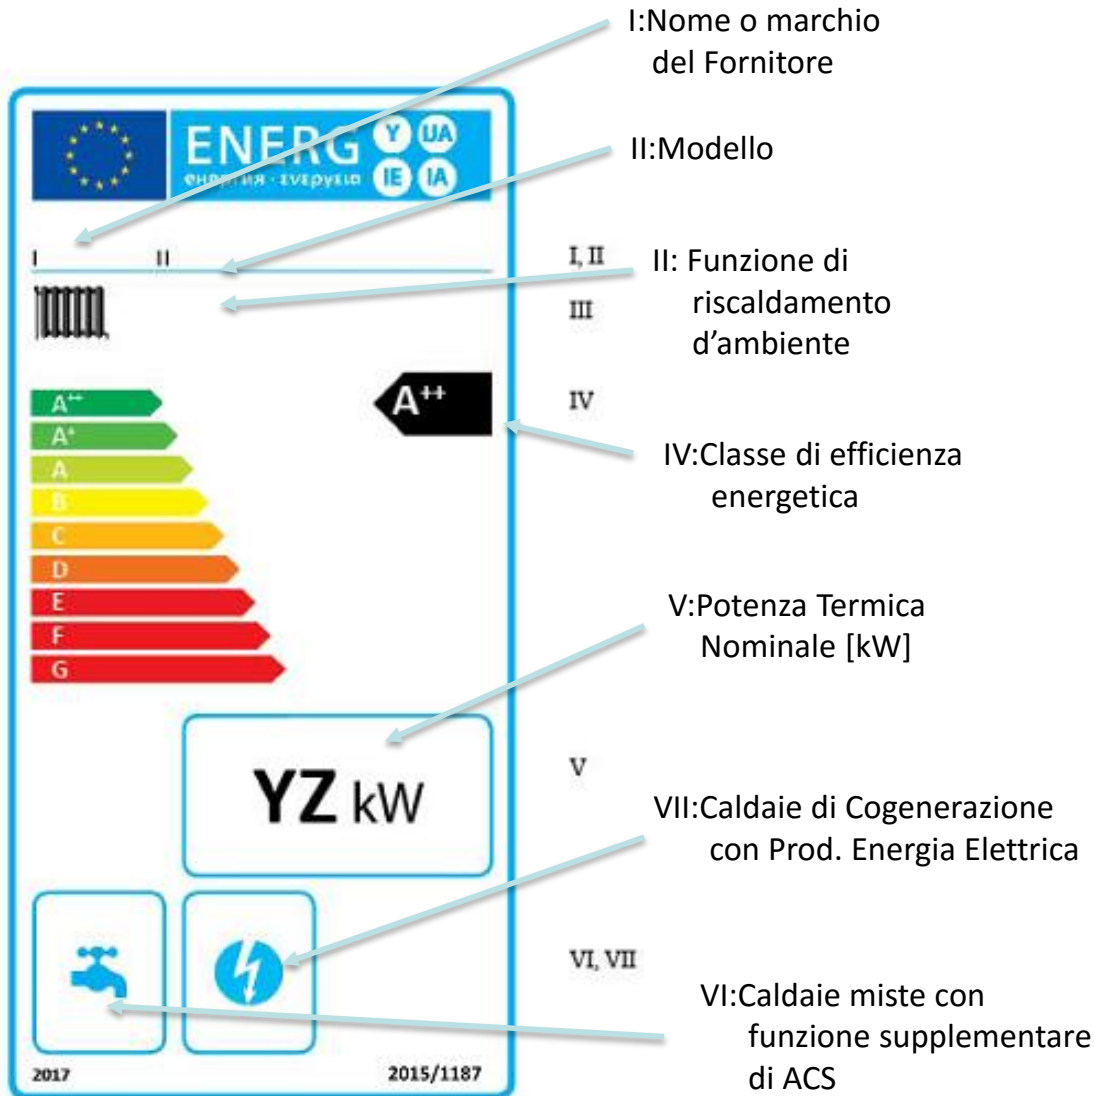 I:Nome o marchio
del Fornitore
ENERG Y IJA
енергия · ενεργεια IE IA
II:Modello
I II
I, II
II: Funzione di
riscaldamento
d’ambiente
III
A++
IV
A++
A+
A
B
C
D
E
F
G
IV:Classe di efficienza
energetica
V:Potenza Termica
Nominale [kW]
YZ kW
V
VII:Caldaie di Cogenerazione
con Prod. Energia Elettrica
VI, VII
VI:Caldaie miste con
funzione supplementare
di ACS
2017 2015/1187